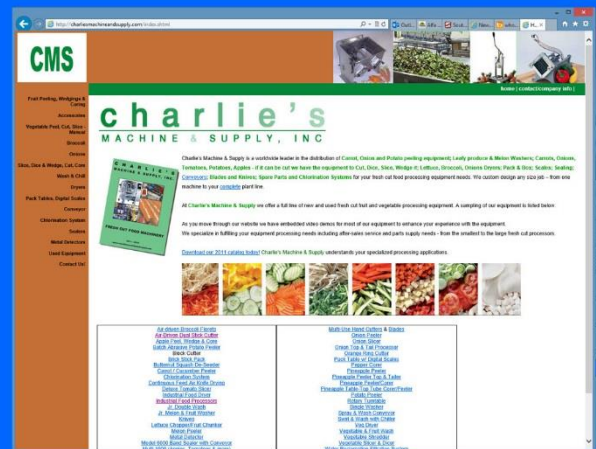 http://charliesmachineandsupply.com/index.shtml
CMS
home | contact/company info |
Fruit Peeling, Wedgings &
Coring
Accessories
Vegetable Peel, Cut, Slice -
Manual
Broccoli
Onions
Slice, Dice & Wedge, Cut, Core
Wash & Chill
Dryers
Pack Tables, Digital Scales
Conveyor
Chlorination System
Sealers
Metal Detectors
Used Equipment
Contact Us!
charlie's
MACHINE & SUPPLY, INC
CHARLIE'S
MACHINE & SUPPLY, INC
FRESH CUT FOOD MACHINERY
Charlie's Machine & Supply is a worldwide leader in the distribution of Carrot, Onion and Potato peeling equipment; Leafy produce & Melon Washers; Carrots, Onions,
Tomatoes, Potatoes, Apples - if it can be cut we have the equipment to Cut, Dice, Slice, Wedge it; Lettuce, Broccoli, Onions Dryers; Pack & Dice; Scales; Sealing;
Conveyors; Blades and Knives; Spare Parts and Chlorination Systems for your fresh cut food processing equipment needs. We custom design any size job - from one
machine to your complete plant line.
At Charlie's Machine & Supply we offer a full line of new and used fresh cut fruit and vegetable processing equipment. A sampling of our equipment is listed below.
As you move through our website we have embedded video demos for most of our equipment to enhance your experience with the equipment.
We specialize in fulfilling your equipment processing needs including after-sales service and parts supply needs - from the smallest to the large fresh cut processors.
Download our 2011 catalog today! Charlie's Machine & Supply understands your specialized processing applications.
Air-driven Broccoli Florets
Air-Driven Dual Stick Cutter
Apple Peel, Wedge & Core
Batch Abrasive Potato Peeler
Block Cutter
Brick Stick Pack
Butternut Squash De-Seeder
Carrot / Cucumber Peeler
Chlorination System
Continuous Feed Air Knife Drying
Deluxe Tomato Slicer
Industrial Food Dryer
Industrial Food Processors
Jr. Double Wash
Jr. Melon & Fruit Washer
Knives
Lettuce Chopper/Fruit Chunker
Melon Peeler
Metal Detector
Model 9000 Band Sealer with Conveyor
Multi-Use Hand Cutters & Blades
Onion Peeler
Onion Slicer
Onion Top & Tail Processor
Orange Ring Cutter
Pack Table w/ Digital Scales
Pepper Corer
Pineapple Peeler
Pineapple Peeler Top & Tailer
Pineapple Peeler/Corer
Pineapple Table-Top Tube Corer/Peeler
Potato Peeler
Rotary Turntable
Single Washer
Spray & Wash Conveyor
Swirl & Wash with Chiller
Vac Dryer
Vegetable & Fruit Wash
Vegetable Shredder
Vegetable Slicer & Dicer